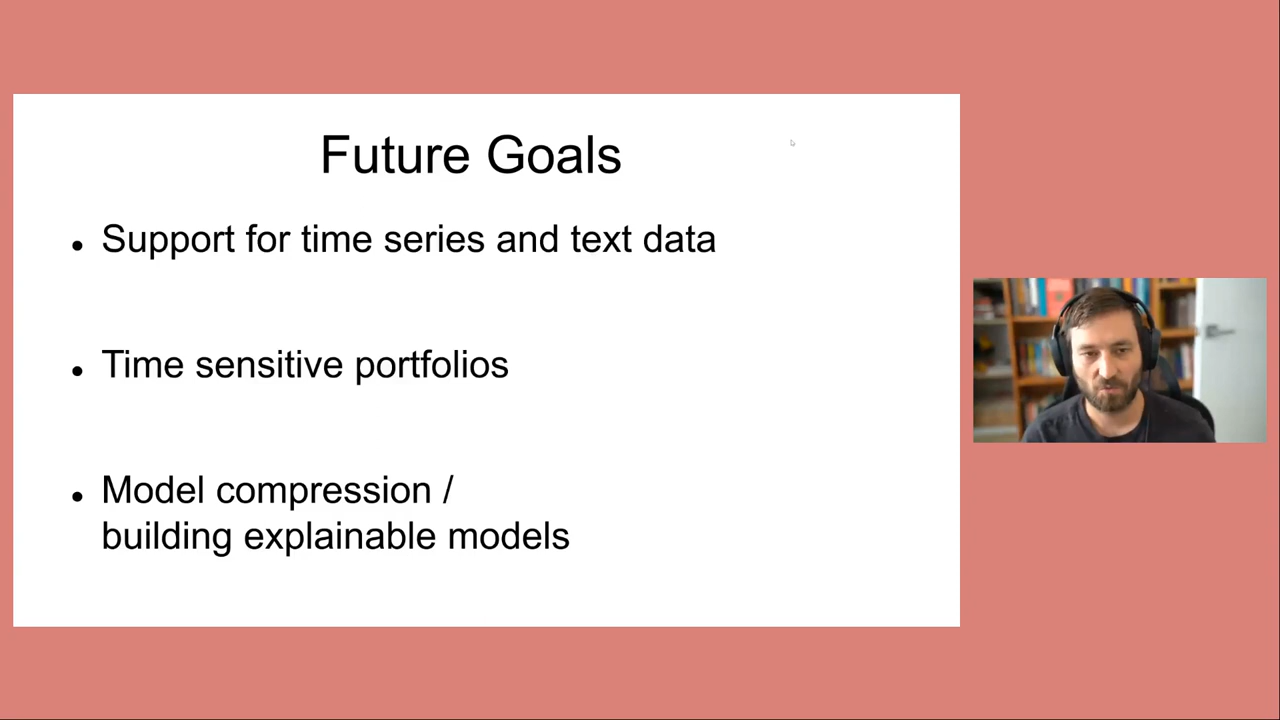 Future Goals
• Support for time series and text data
• Time sensitive portfolios
• Model compression /
building explainable models